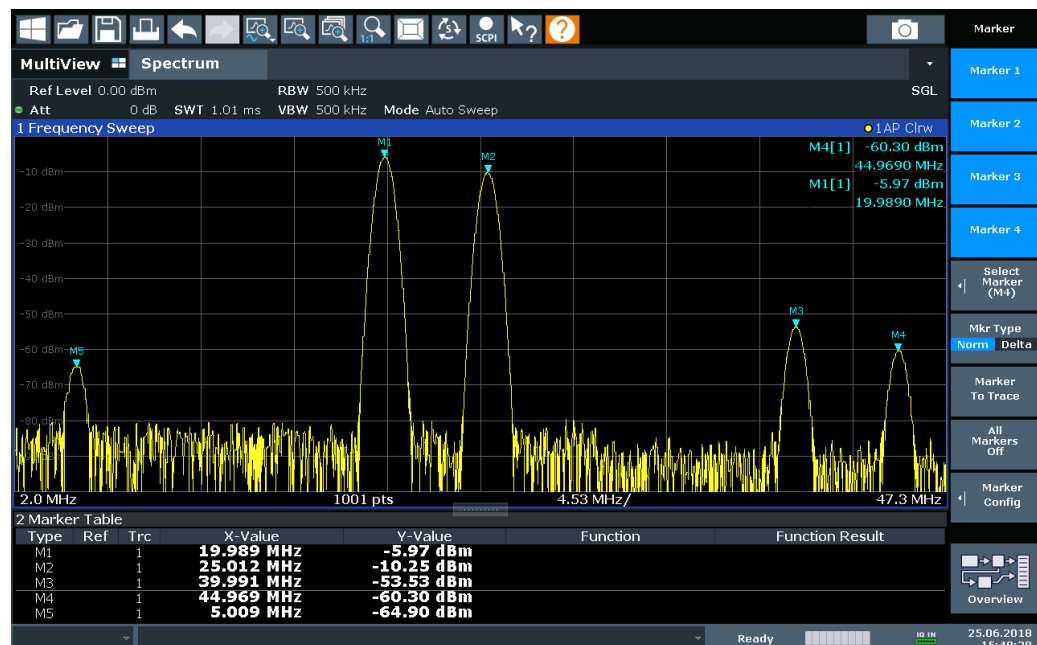 1:1 SCPI ? ? Marker
MultiView Spectrum
Marker 1
Ref Level 0.00 dBm RBW 500 kHz SGL
Att 0 dB SWT 1.01 ms VBW 500 kHz Mode Auto Sweep
1 Frequency Sweep 1AP Clrw
Marker 2
M1
M4[1] -60.30 dBm
M2
44.9690 MHz
-10 dBm
M1[1] -5.97 dBm
Marker 3
19.9890 MHz
-20 dBm
Marker 4
-30 dBm
-40 dBm
Select
Marker
(M4)
-50 dBm
M3
Mkr Type
Norm Delta
M4
-60 dBm
M5
-70 dBm
Marker
To Trace
-80 dBm
All
Markers
Off
2.0 MHz 1001 pts 4.53 MHz/ 47.3 MHz
Marker
Config
2 Marker Table
Type Ref Trc X-Value Y-Value Function Function Result
M1 1 19.989 MHz -5.97 dBm
M2 1 25.012 MHz -10.25 dBm
M3 1 39.991 MHz -53.53 dBm
M4 1 44.969 MHz -60.30 dBm
M5 1 5.009 MHz -64.90 dBm
Overview
Ready IQ IN 25.06.2018